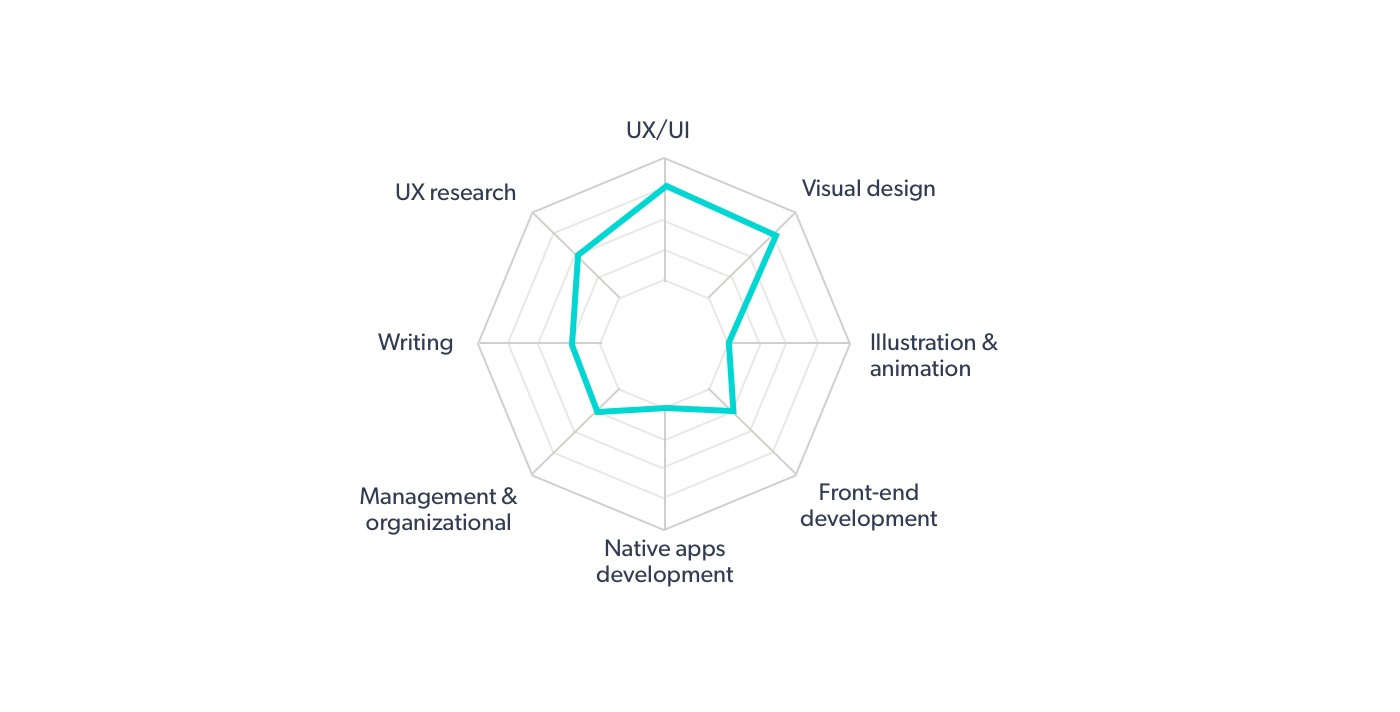 UX/UI
UX research
Visual design
Writing
Illustration &
animation
Management &
organizational
Front-end
development
Native apps
development